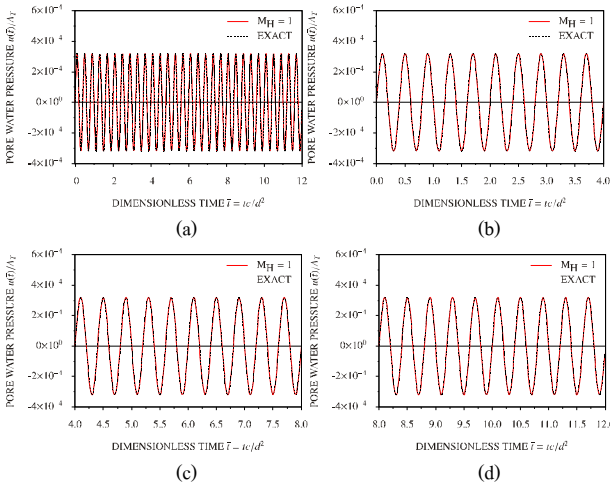 PORE WATER PRESSURE u(t̄)/A_T
6×10⁻⁴
4×10⁻⁴
2×10⁻⁴
0×10⁰
-2×10⁻⁴
-4×10⁻⁴
M_H = 1
EXACT
0 2 4 6 8 10 12
DIMENSIONLESS TIME t̄ = tc/d²
(a)
PORE WATER PRESSURE u(t̄)/A_T
6×10⁻⁴
4×10⁻⁴
2×10⁻⁴
0×10⁰
-2×10⁻⁴
-4×10⁻⁴
M_H = 1
EXACT
0.0 0.5 1.0 1.5 2.0 2.5 3.0 3.5 4.0
DIMENSIONLESS TIME t̄ = tc/d²
(b)
PORE WATER PRESSURE u(t̄)/A_T
6×10⁻⁴
4×10⁻⁴
2×10⁻⁴
0×10⁰
-2×10⁻⁴
-4×10⁻⁴
M_H = 1
EXACT
4.0 4.5 5.0 5.5 6.0 6.5 7.0 7.5 8.0
DIMENSIONLESS TIME t̄ = tc/d²
(c)
PORE WATER PRESSURE u(t̄)/A_T
6×10⁻⁴
4×10⁻⁴
2×10⁻⁴
0×10⁰
-2×10⁻⁴
-4×10⁻⁴
M_H = 1
EXACT
8.0 8.5 9.0 9.5 10.0 10.5 11.0 11.5 12.0
DIMENSIONLESS TIME t̄ = tc/d²
(d)